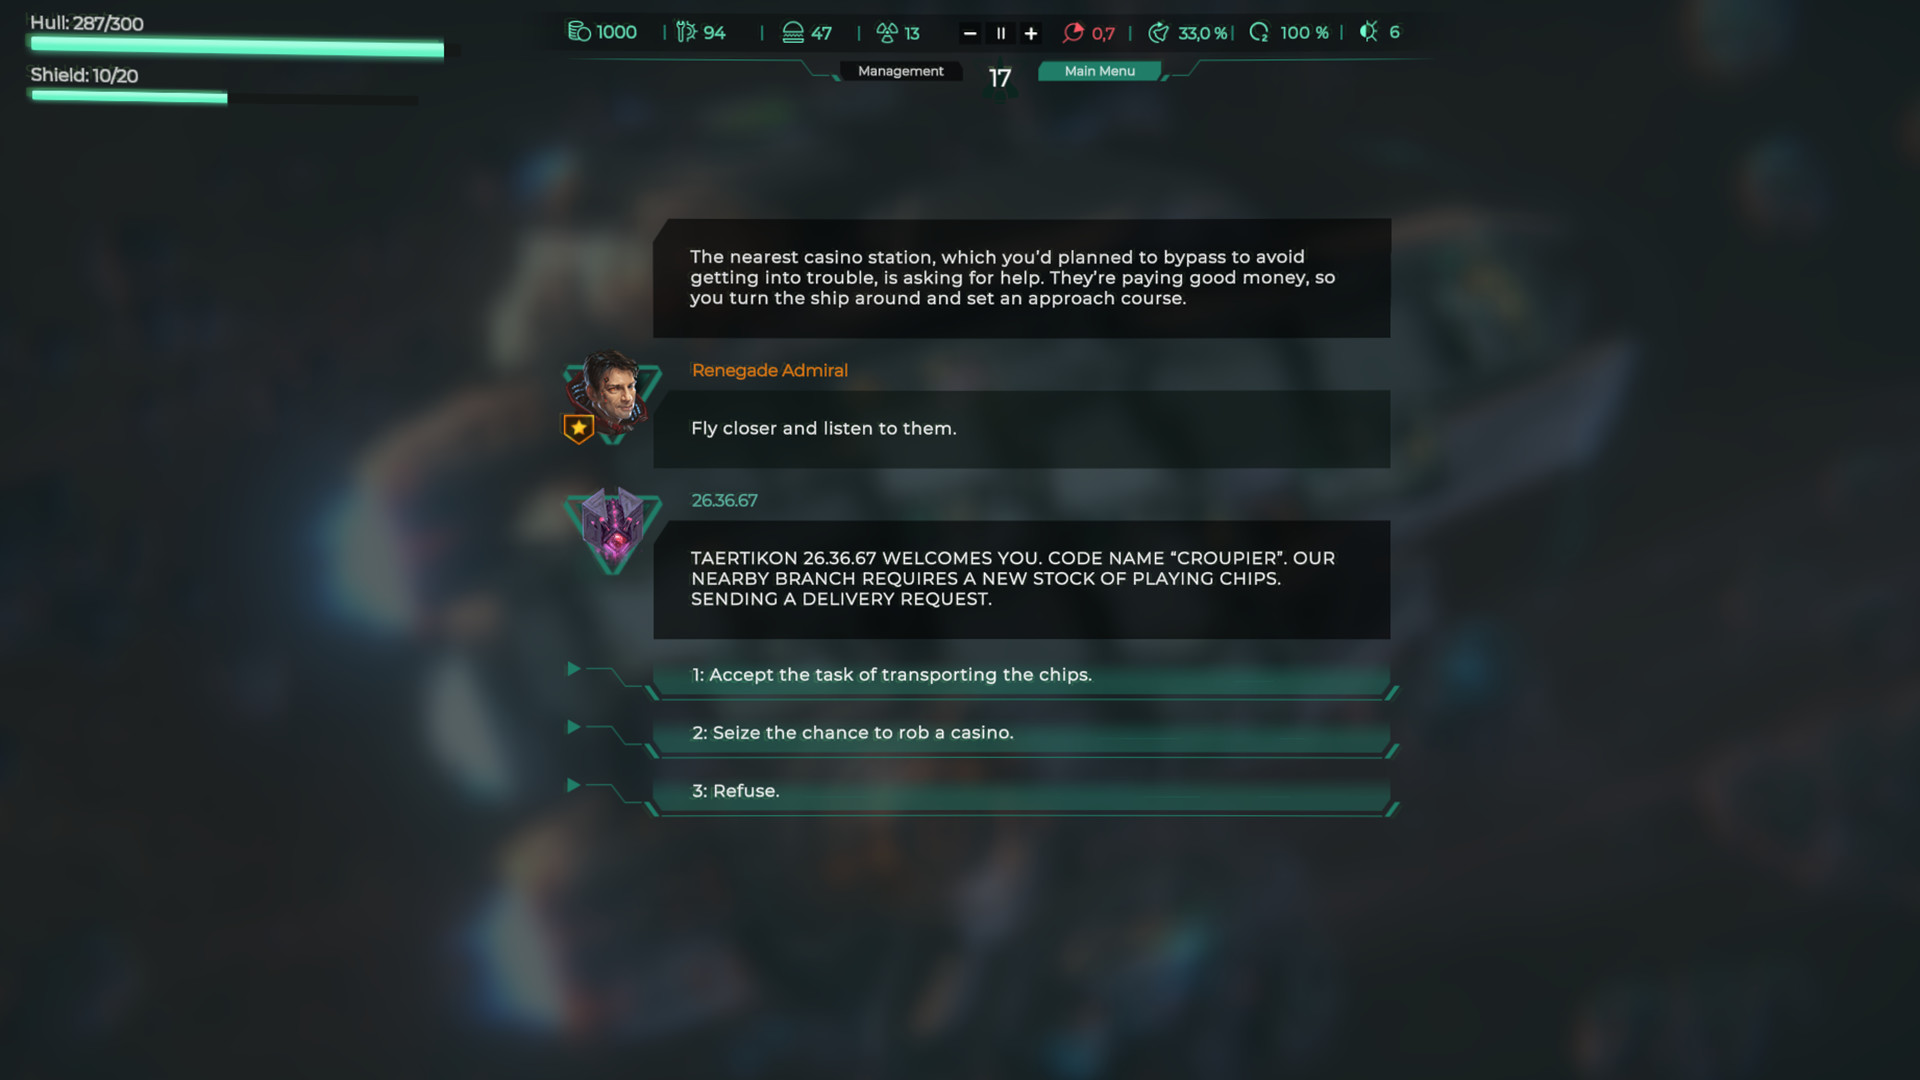 Hull: 287/300
Shield: 10/20
1000 94 47 13 0,7 33,0 % 100 % 6
Management 17 Main Menu
The nearest casino station, which you’d planned to bypass to avoid
getting into trouble, is asking for help. They’re paying good money, so
you turn the ship around and set an approach course.
Renegade Admiral
Fly closer and listen to them.
26.36.67
TAERTIKON 26.36.67 WELCOMES YOU. CODE NAME “CROUPIER”. OUR
NEARBY BRANCH REQUIRES A NEW STOCK OF PLAYING CHIPS.
SENDING A DELIVERY REQUEST.
1: Accept the task of transporting the chips.
2: Seize the chance to rob a casino.
3: Refuse.